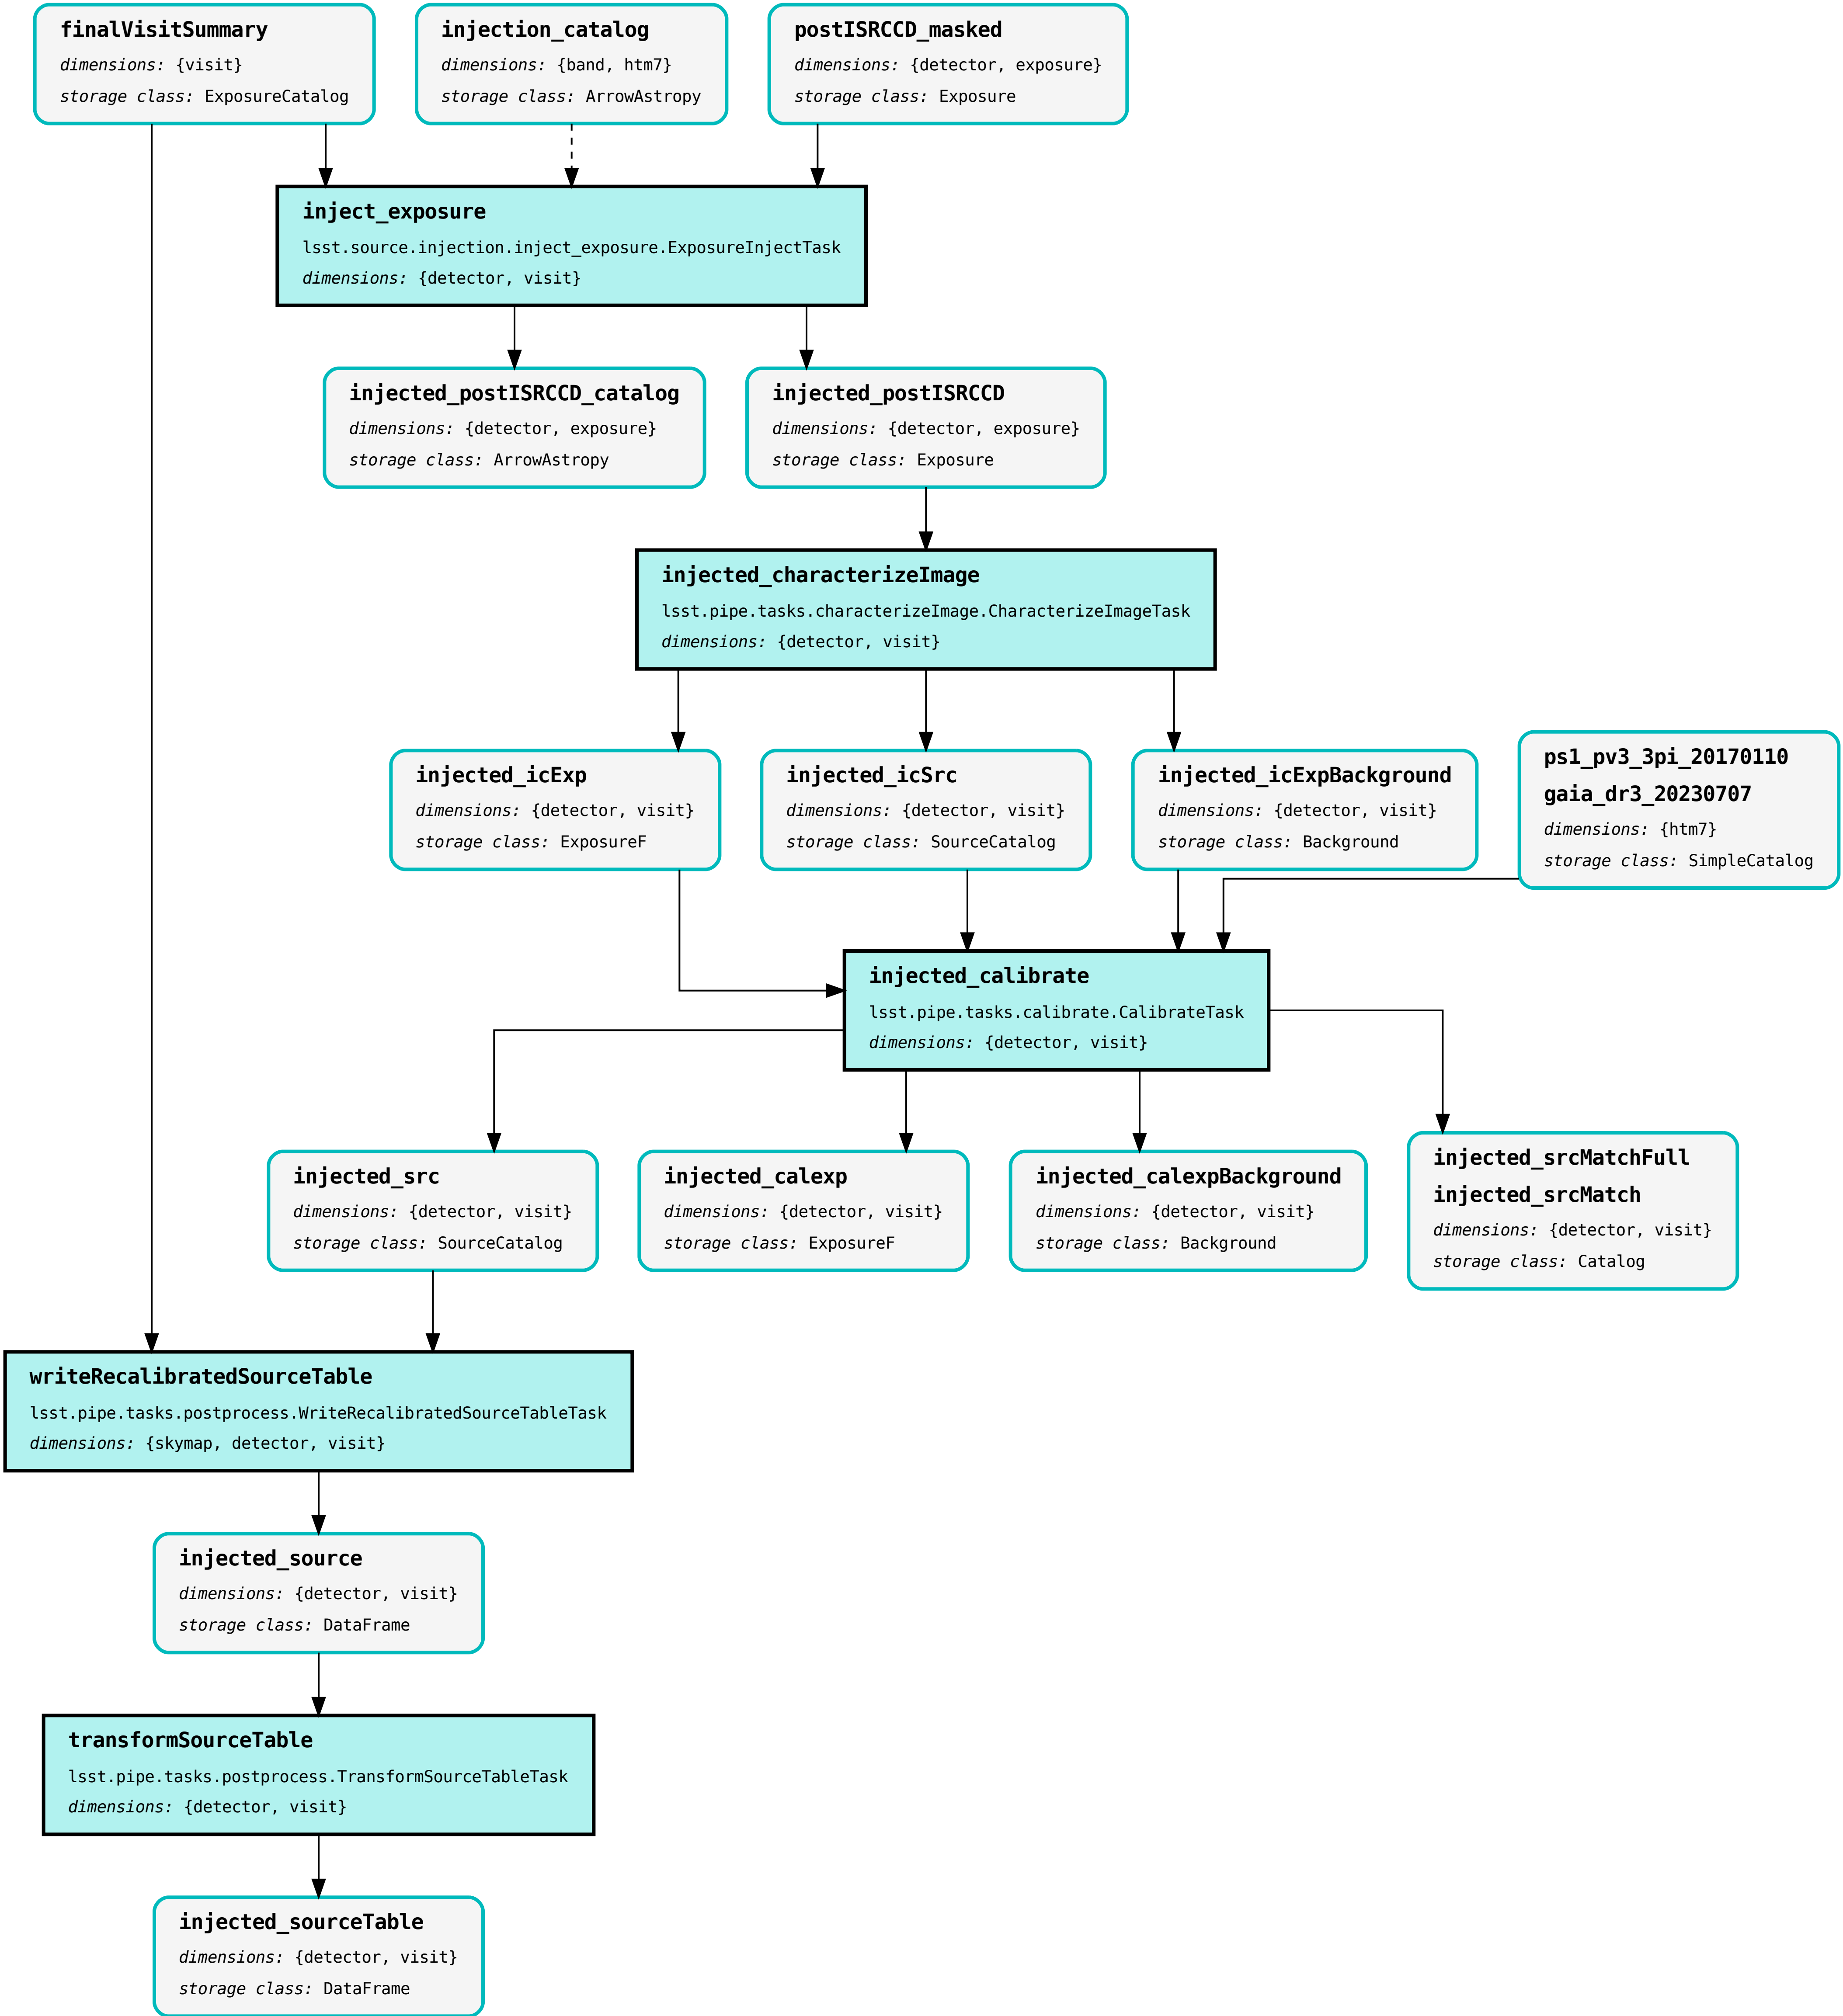 finalVisitSummary
dimensions: {visit}
storage class: ExposureCatalog
injection_catalog
dimensions: {band, htm7}
storage class: ArrowAstropy
postISRCCD_masked
dimensions: {detector, exposure}
storage class: Exposure
inject_exposure
lsst.source.injection.inject_exposure.ExposureInjectTask
dimensions: {detector, visit}
injected_postISRCCD_catalog
dimensions: {detector, exposure}
storage class: ArrowAstropy
injected_postISRCCD
dimensions: {detector, exposure}
storage class: Exposure
injected_characterizeImage
lsst.pipe.tasks.characterizeImage.CharacterizeImageTask
dimensions: {detector, visit}
injected_icExp
dimensions: {detector, visit}
storage class: ExposureF
injected_icSrc
dimensions: {detector, visit}
storage class: SourceCatalog
injected_icExpBackground
dimensions: {detector, visit}
storage class: Background
ps1_pv3_3pi_20170110
gaia_dr3_20230707
dimensions: {htm7}
storage class: SimpleCatalog
injected_calibrate
lsst.pipe.tasks.calibrate.CalibrateTask
dimensions: {detector, visit}
injected_src
dimensions: {detector, visit}
storage class: SourceCatalog
injected_calexp
dimensions: {detector, visit}
storage class: ExposureF
injected_calexpBackground
dimensions: {detector, visit}
storage class: Background
injected_srcMatchFull
injected_srcMatch
dimensions: {detector, visit}
storage class: Catalog
writeRecalibratedSourceTable
lsst.pipe.tasks.postprocess.WriteRecalibratedSourceTableTask
dimensions: {skymap, detector, visit}
injected_source
dimensions: {detector, visit}
storage class: DataFrame
transformSourceTable
lsst.pipe.tasks.postprocess.TransformSourceTableTask
dimensions: {detector, visit}
injected_sourceTable
dimensions: {detector, visit}
storage class: DataFrame